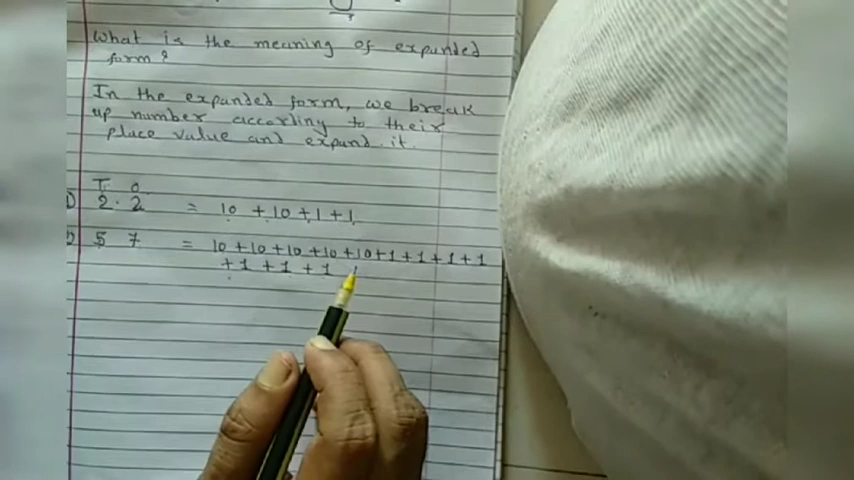 What is the meaning of expanded
form ?
In the expanded form, we break
up number according to their
place value and expand it.
T O
2 . 2 = 10 + 10 + 1 + 1
5 7 = 10 + 10 + 10 + 10 + 10 + 1 + 1 + 1 + 1
+ 1 + 1 + 1